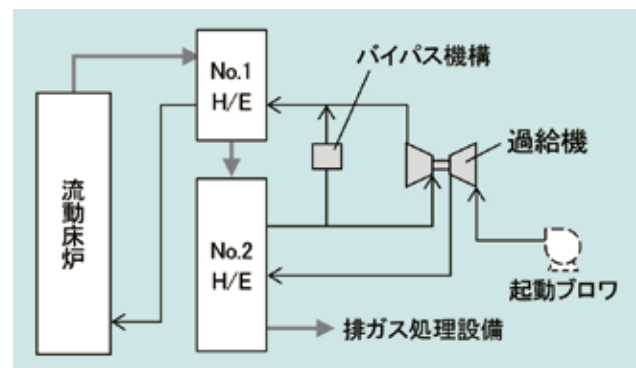 No.1
H/E
バイパス機構
過給機
流動床炉
No.2
H/E
起動ブロワ
排ガス処理設備